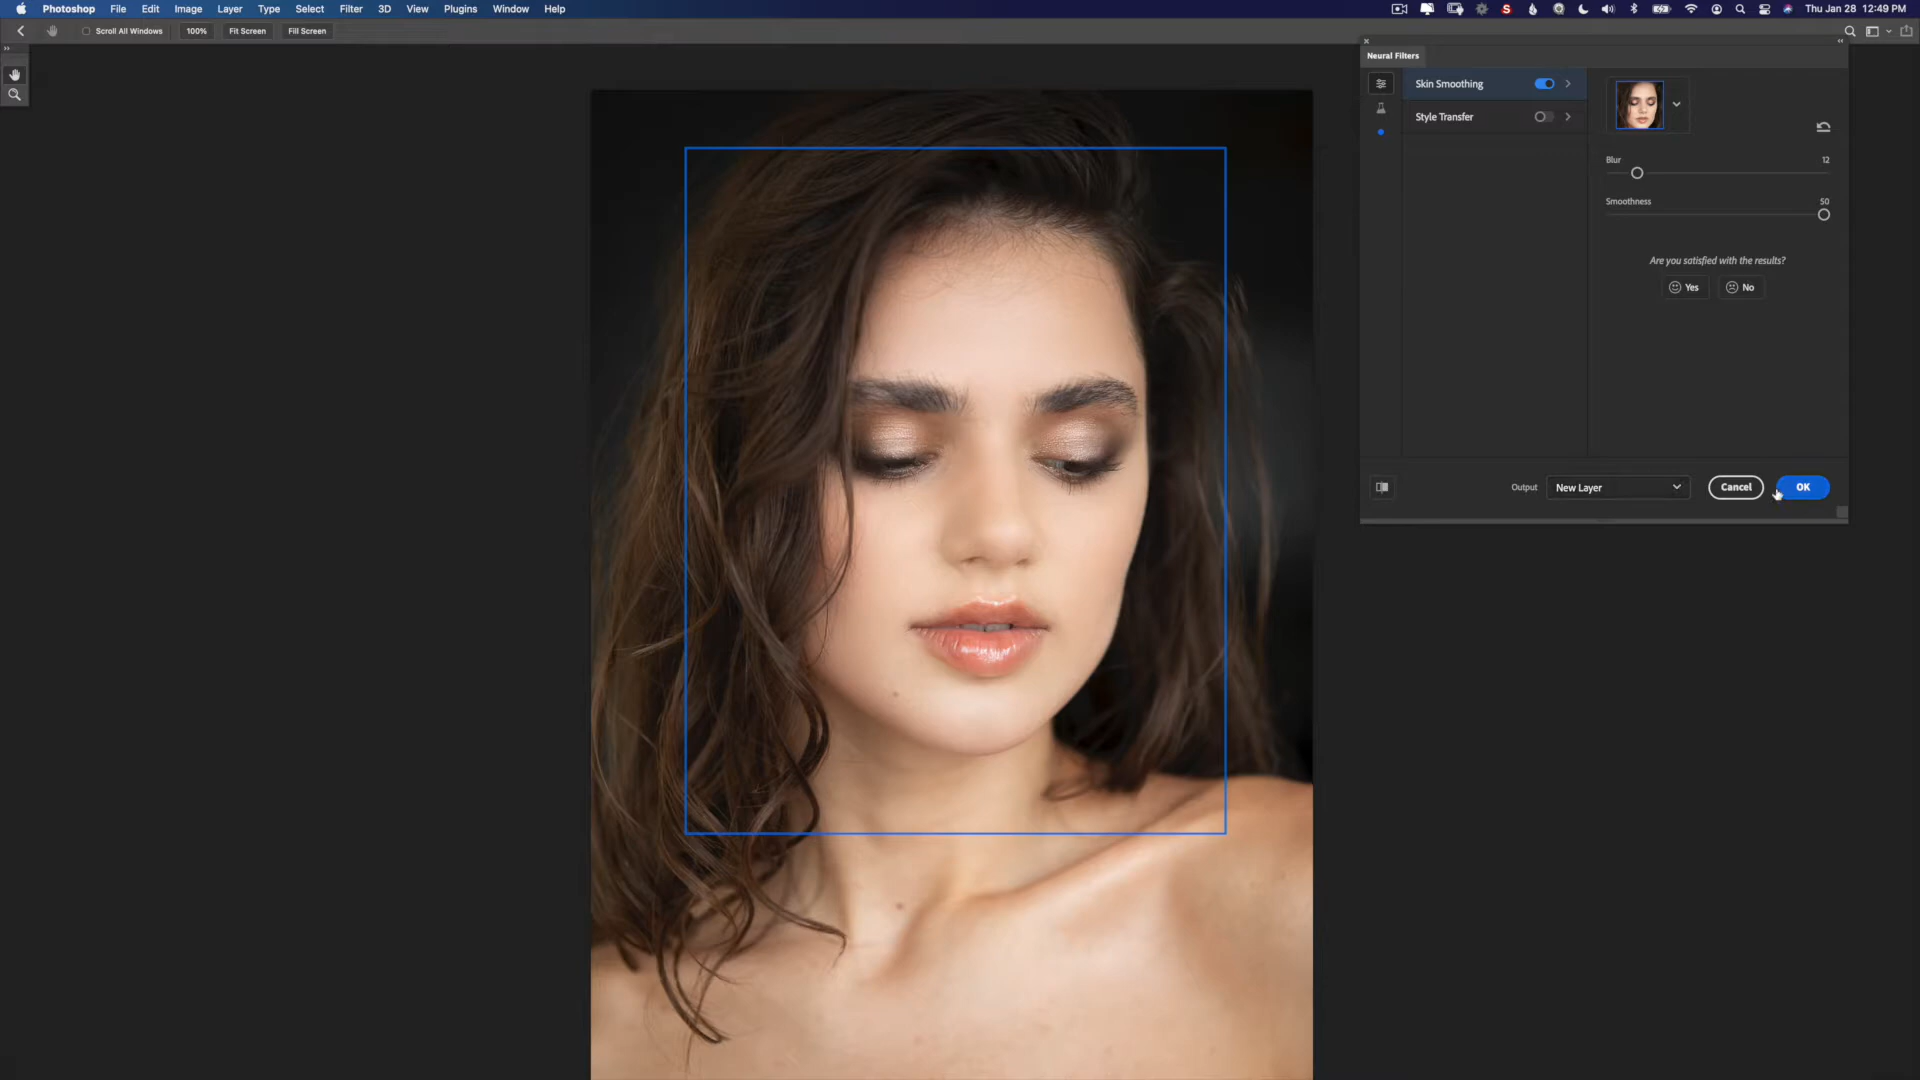 Photoshop File Edit Image Layer Type Select Filter 3D View Plugins Window Help Thu Jan 28 12:49 PM
Scroll All Windows 100% Fit Screen Fill Screen
Neural Filters
Skin Smoothing
Style Transfer
Blur 12
Smoothness 50
Are you satisfied with the results?
Yes No
Output New Layer Cancel OK